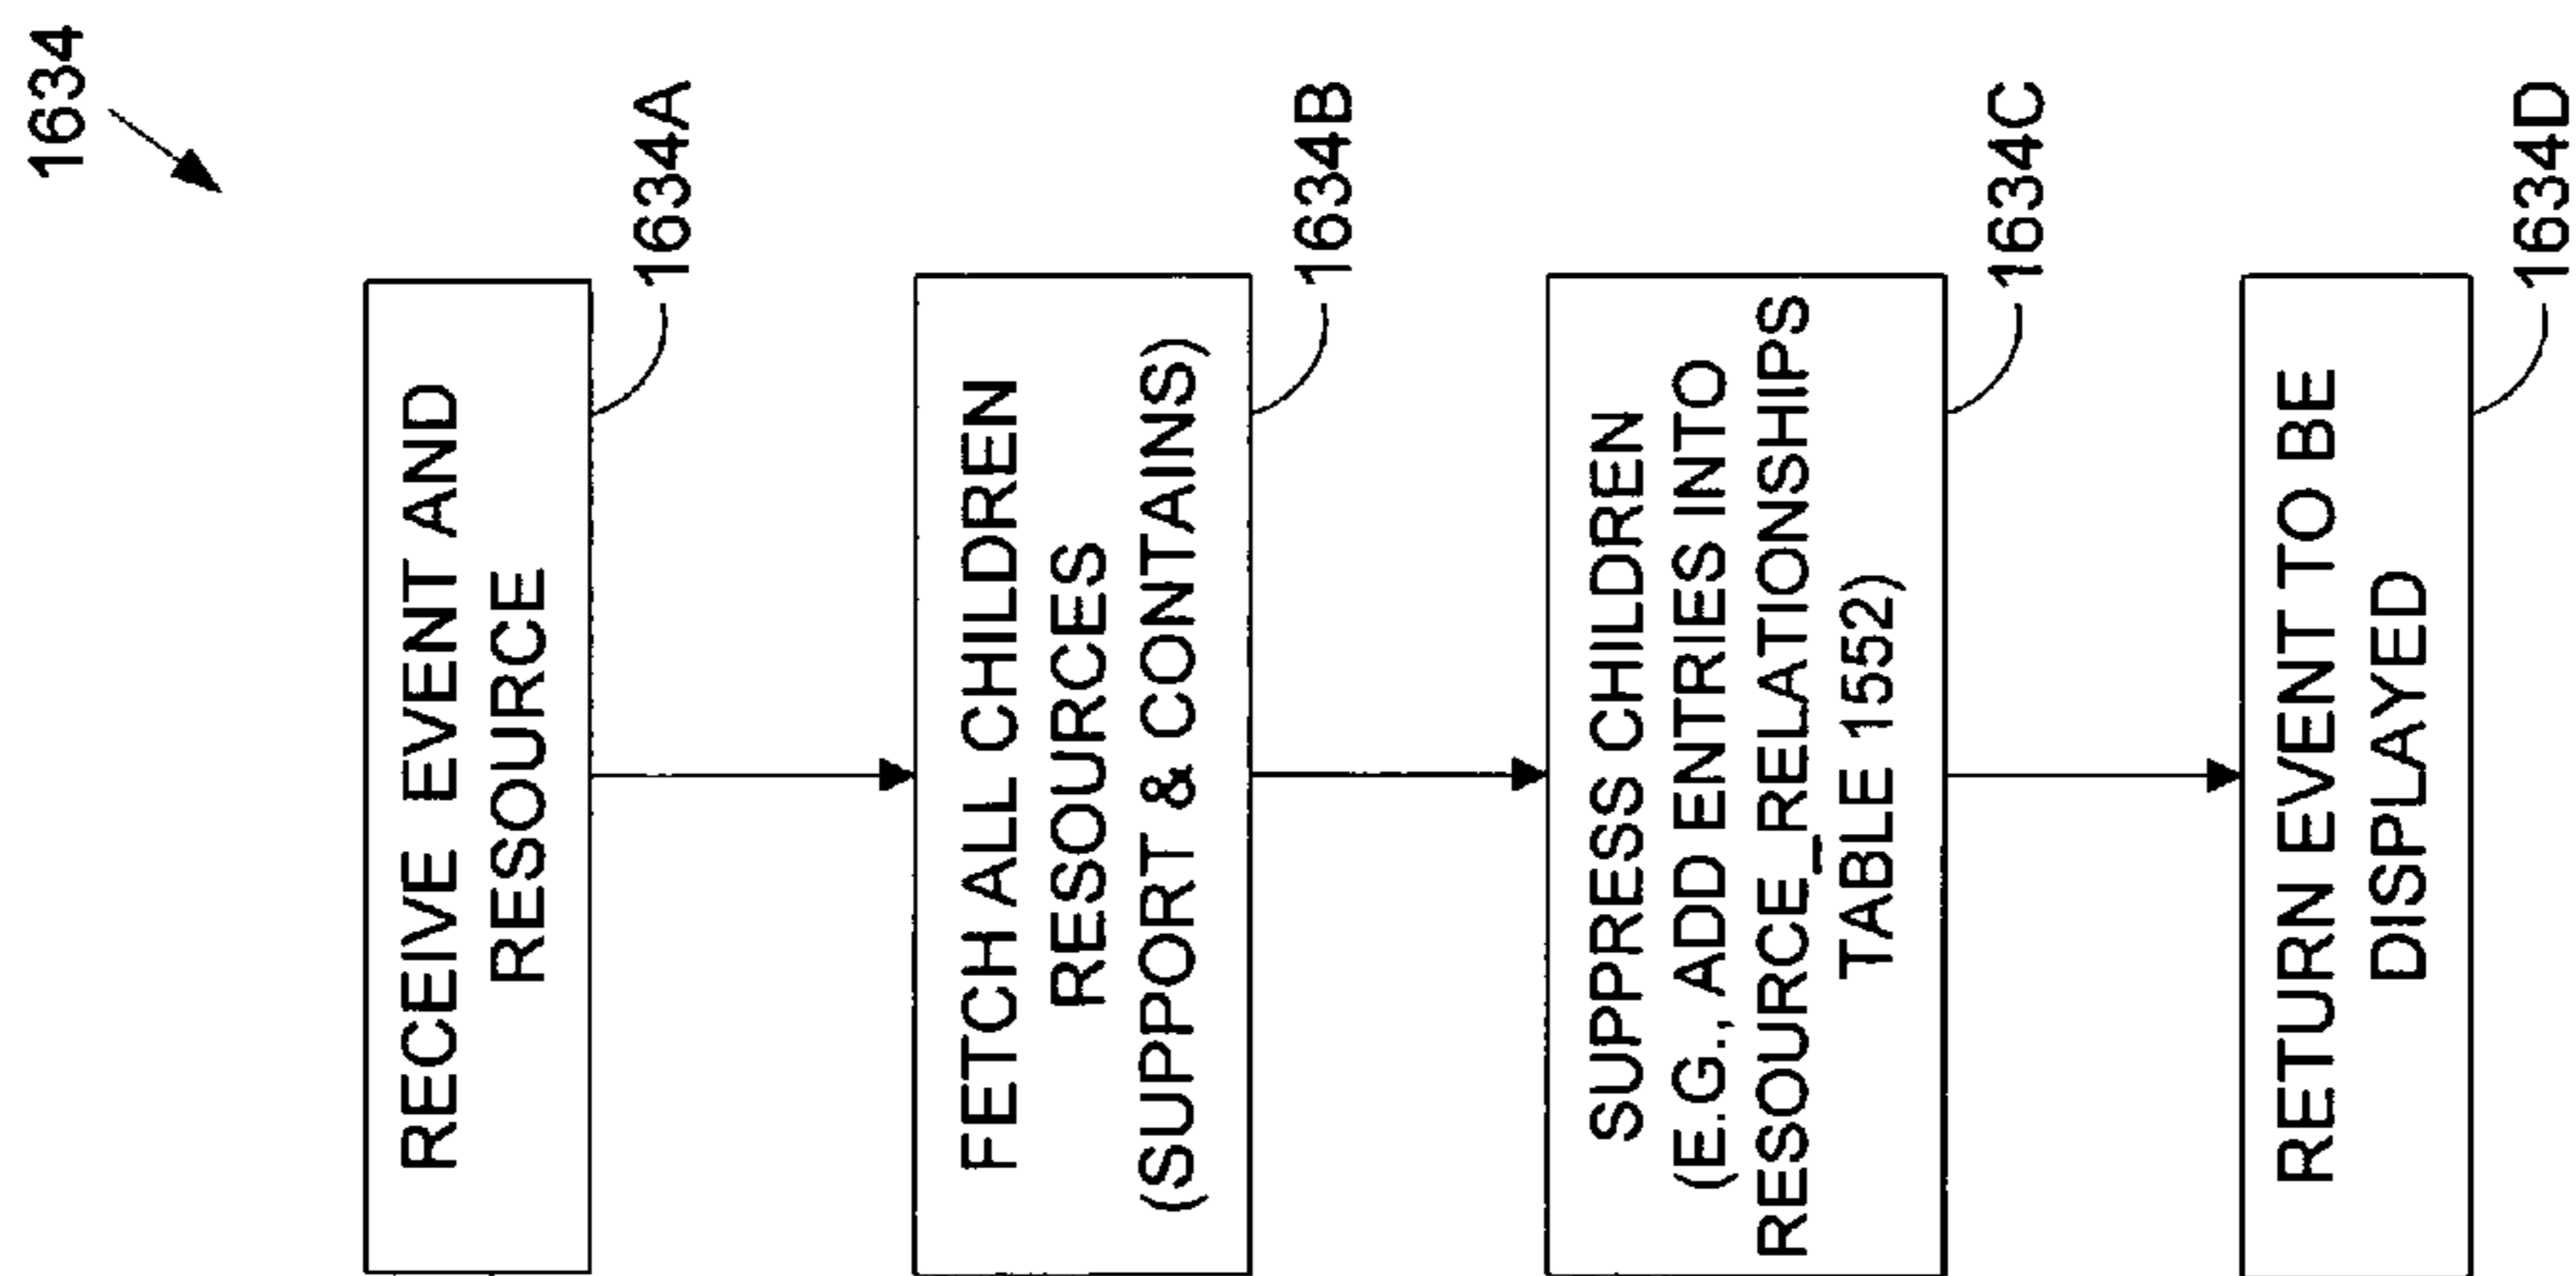 1634
RECEIVE EVENT AND
RESOURCE
1634A
FETCH ALL CHILDREN
RESOURCES
(SUPPORT & CONTAINS)
1634B
SUPPRESS CHILDREN
(E.G., ADD ENTRIES INTO
RESOURCE_RELATIONSHIPS
TABLE 1552)
1634C
RETURN EVENT TO BE
DISPLAYED
1634D